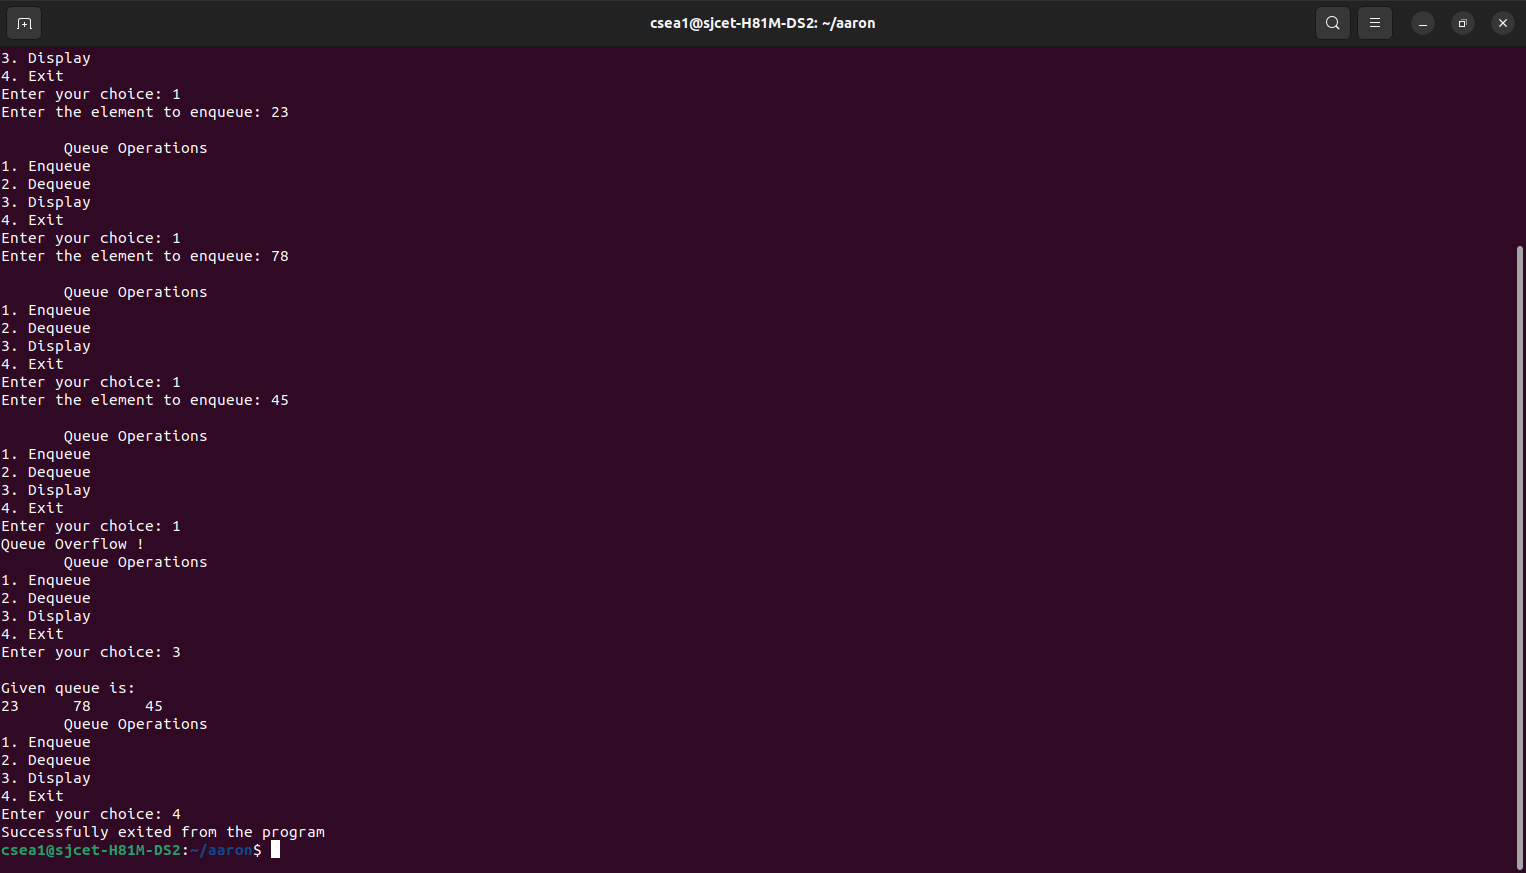 csea1@sjcet-H81M-DS2: ~/aaron
3. Display
4. Exit
Enter your choice: 1
Enter the element to enqueue: 23
Queue Operations
1. Enqueue
2. Dequeue
3. Display
4. Exit
Enter your choice: 1
Enter the element to enqueue: 78
Queue Operations
1. Enqueue
2. Dequeue
3. Display
4. Exit
Enter your choice: 1
Enter the element to enqueue: 45
Queue Operations
1. Enqueue
2. Dequeue
3. Display
4. Exit
Enter your choice: 1
Queue Overflow !
Queue Operations
1. Enqueue
2. Dequeue
3. Display
4. Exit
Enter your choice: 3
Given queue is:
23 78 45
Queue Operations
1. Enqueue
2. Dequeue
3. Display
4. Exit
Enter your choice: 4
Successfully exited from the program
csea1@sjcet-H81M-DS2:~/aaron$